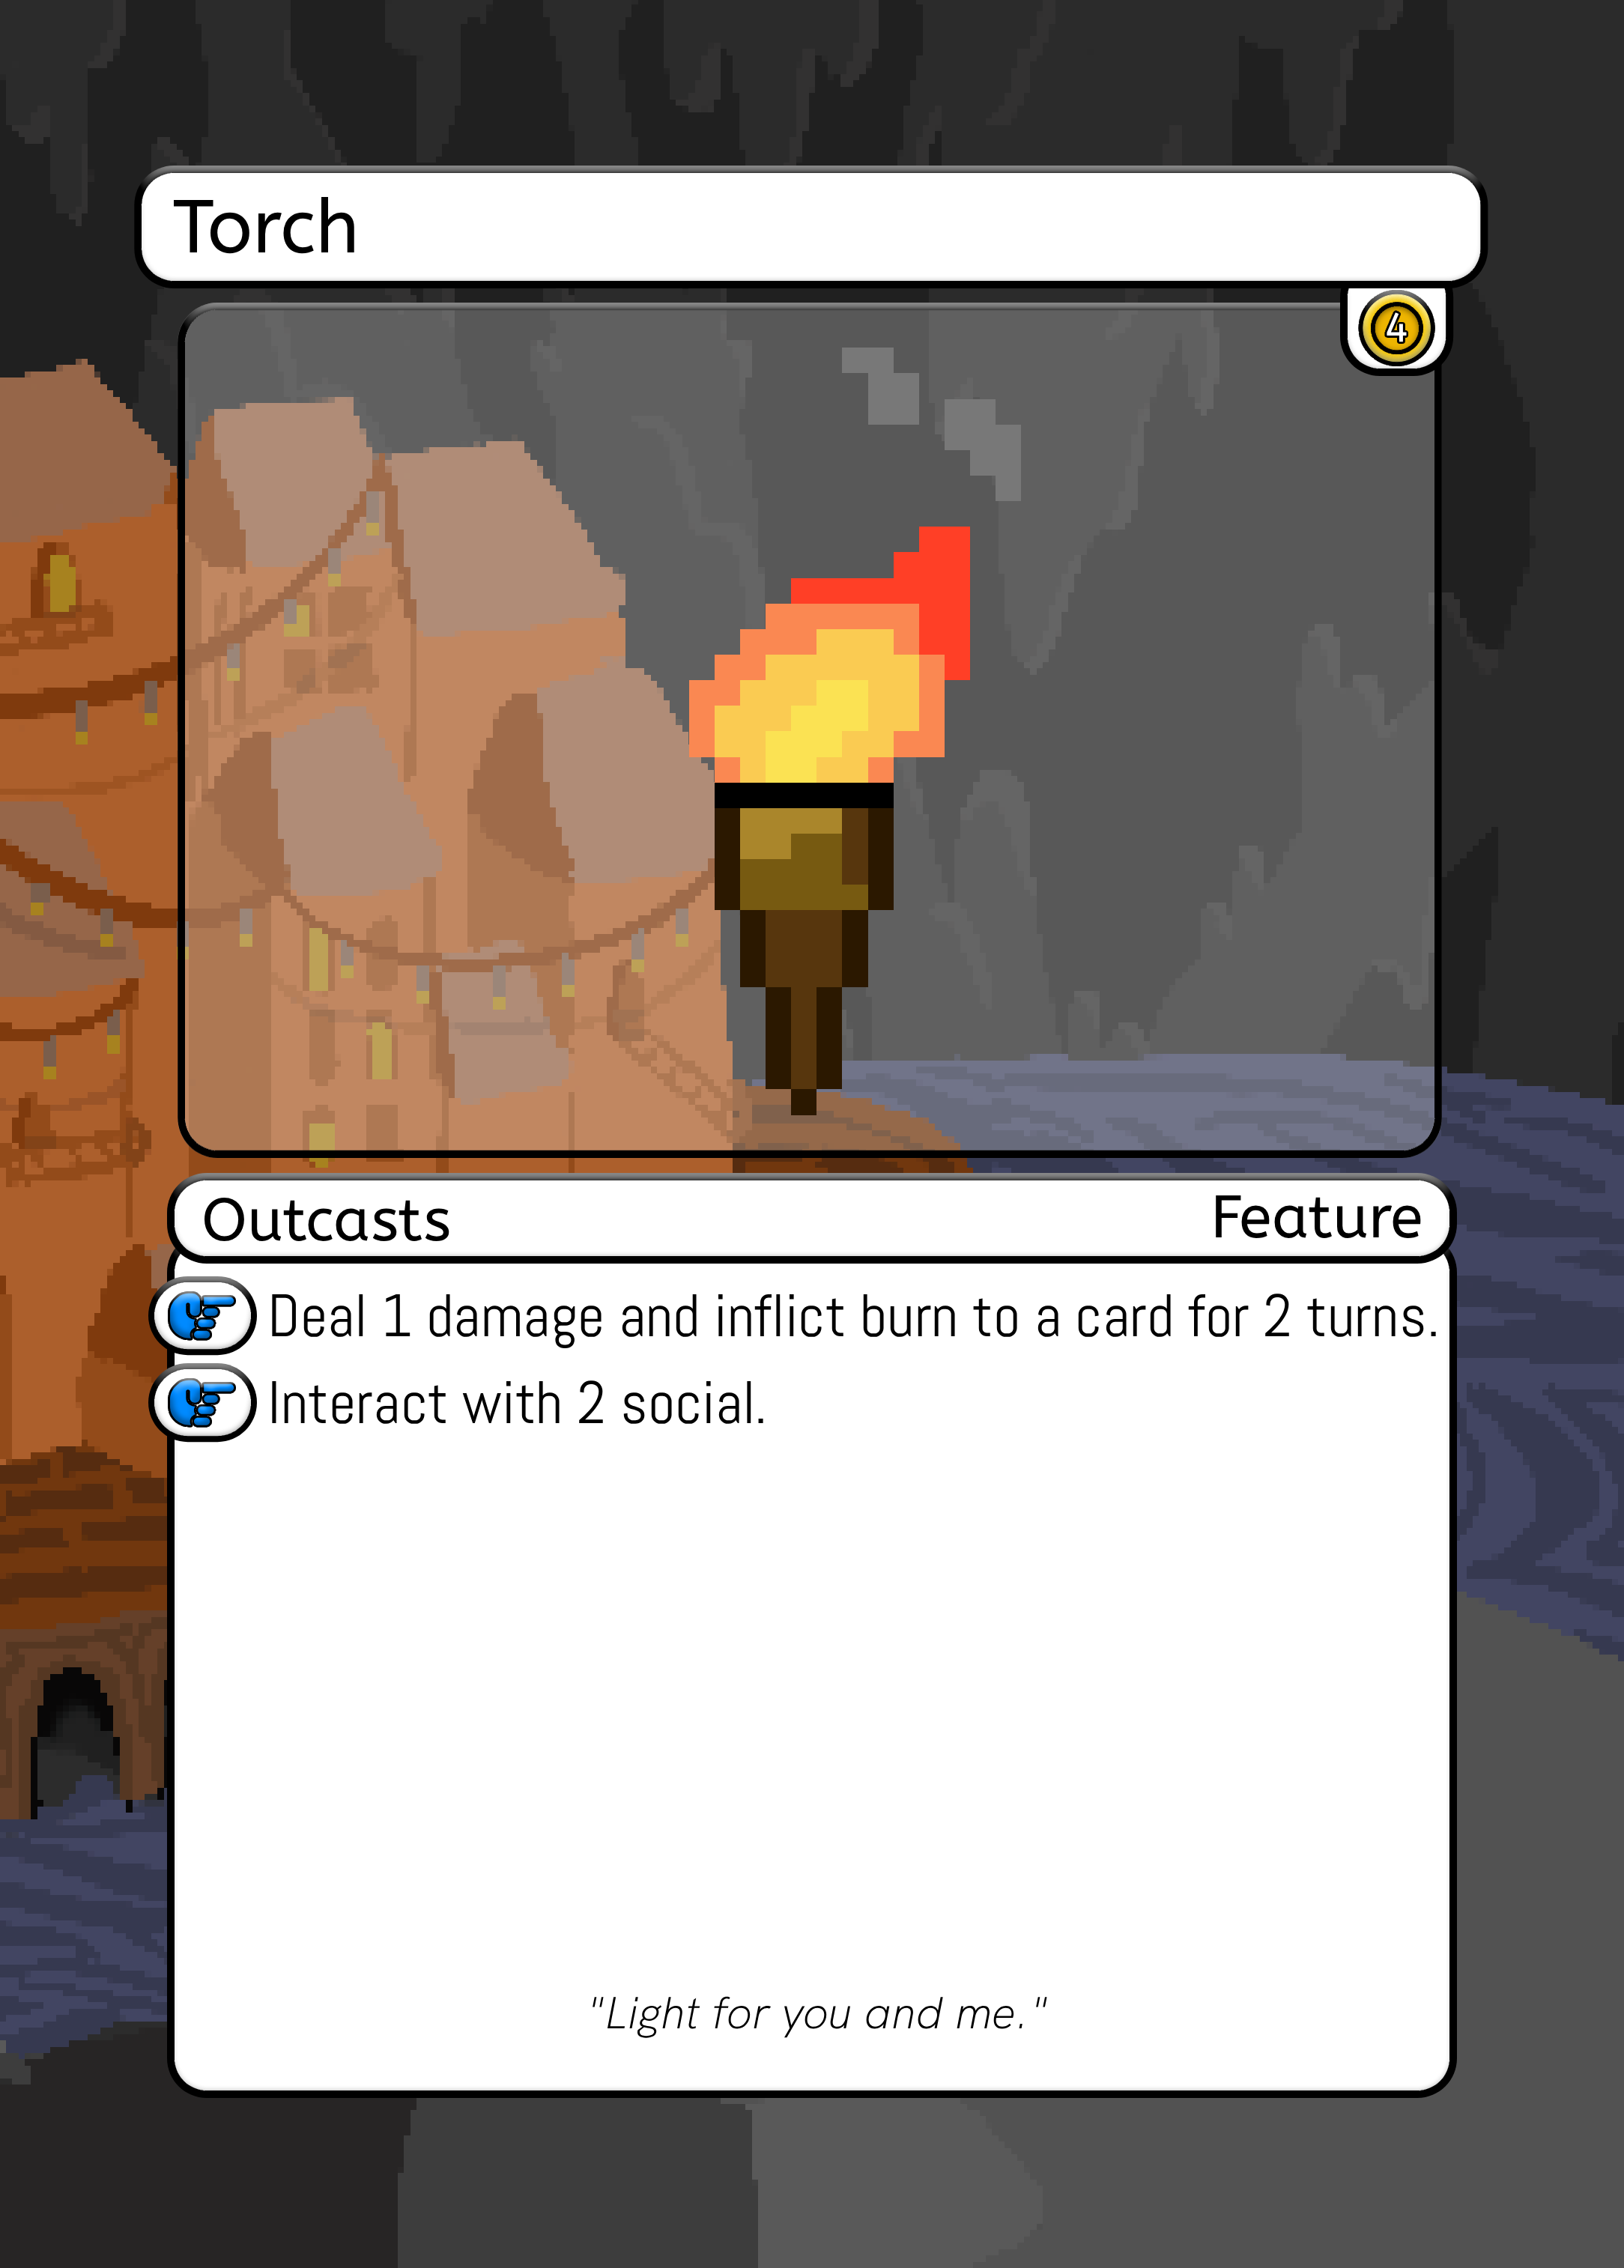 Torch
4
Outcasts Feature
Deal 1 damage and inflict burn to a card for 2 turns.
Interact with 2 social.
"Light for you and me."